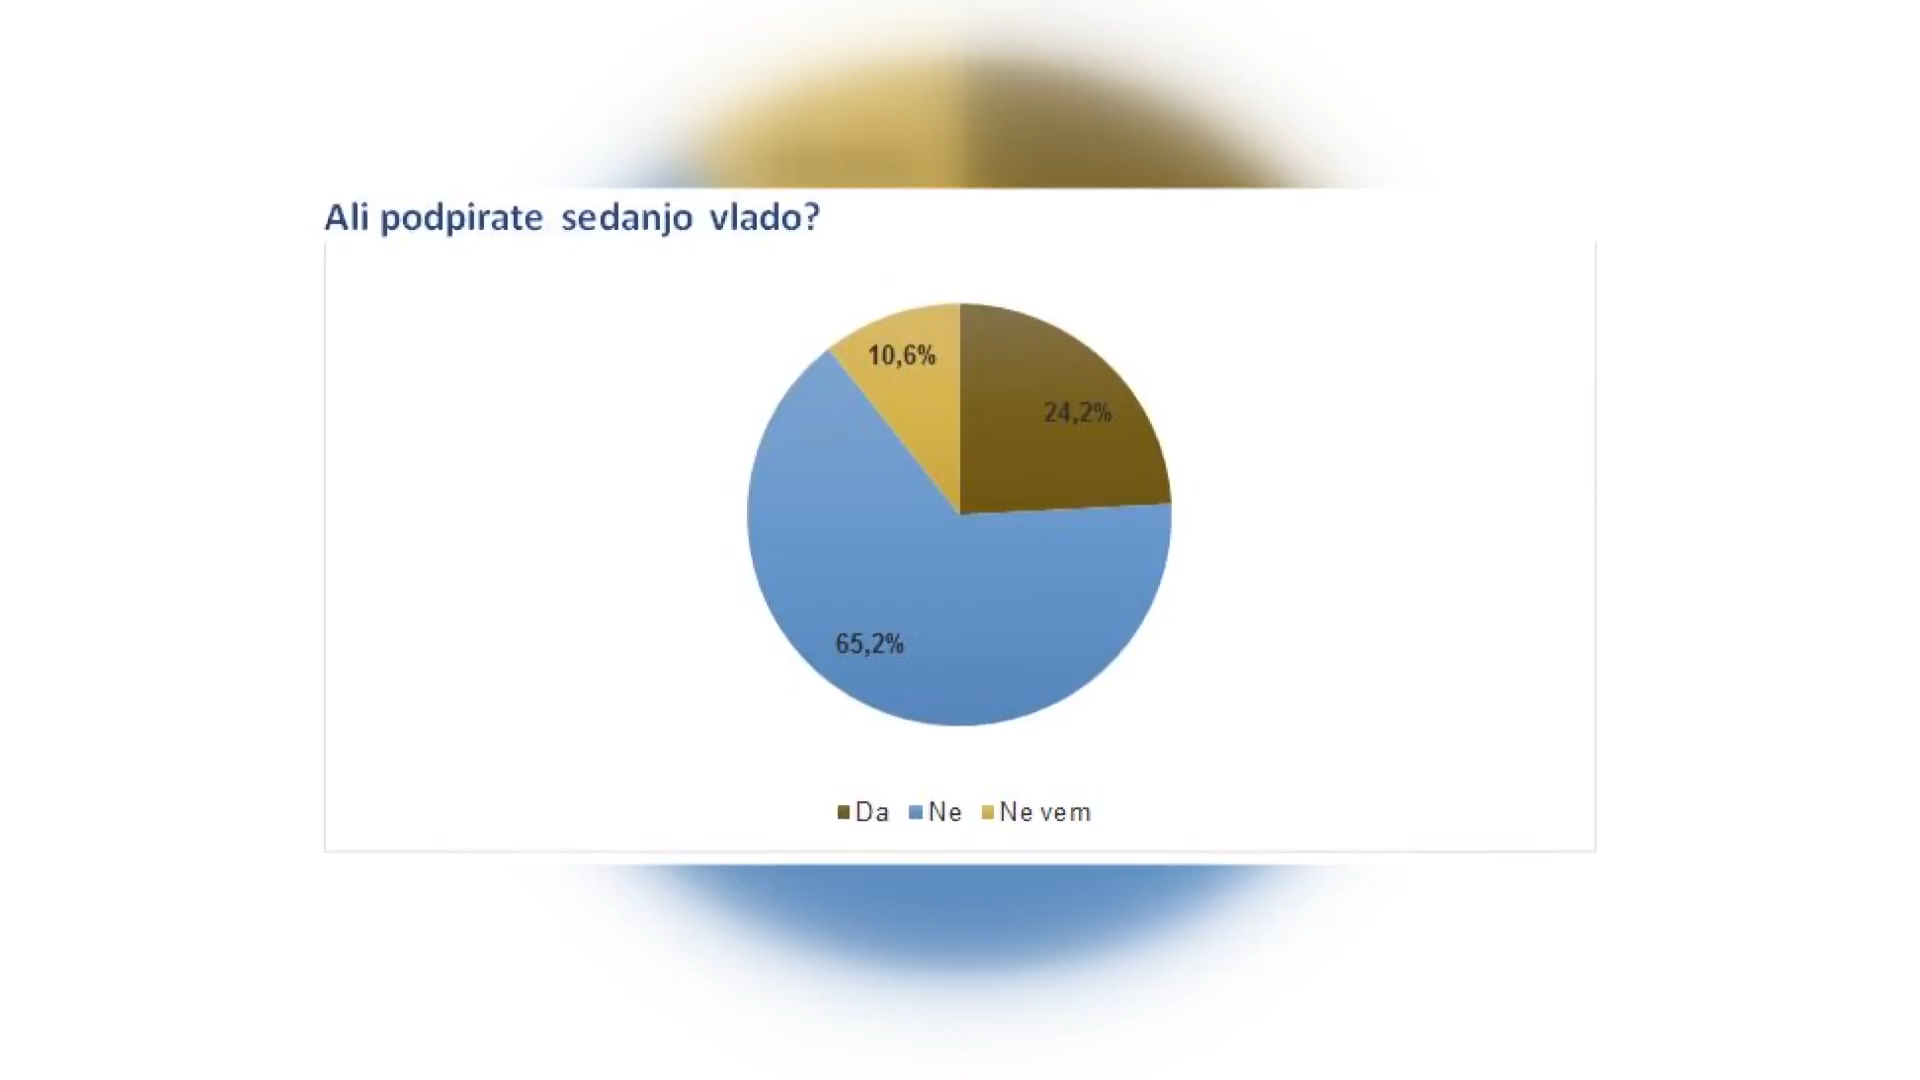 Ali podpirate sedanjo vlado?
10,6%
24,2%
65,2%
Da Ne Ne vem